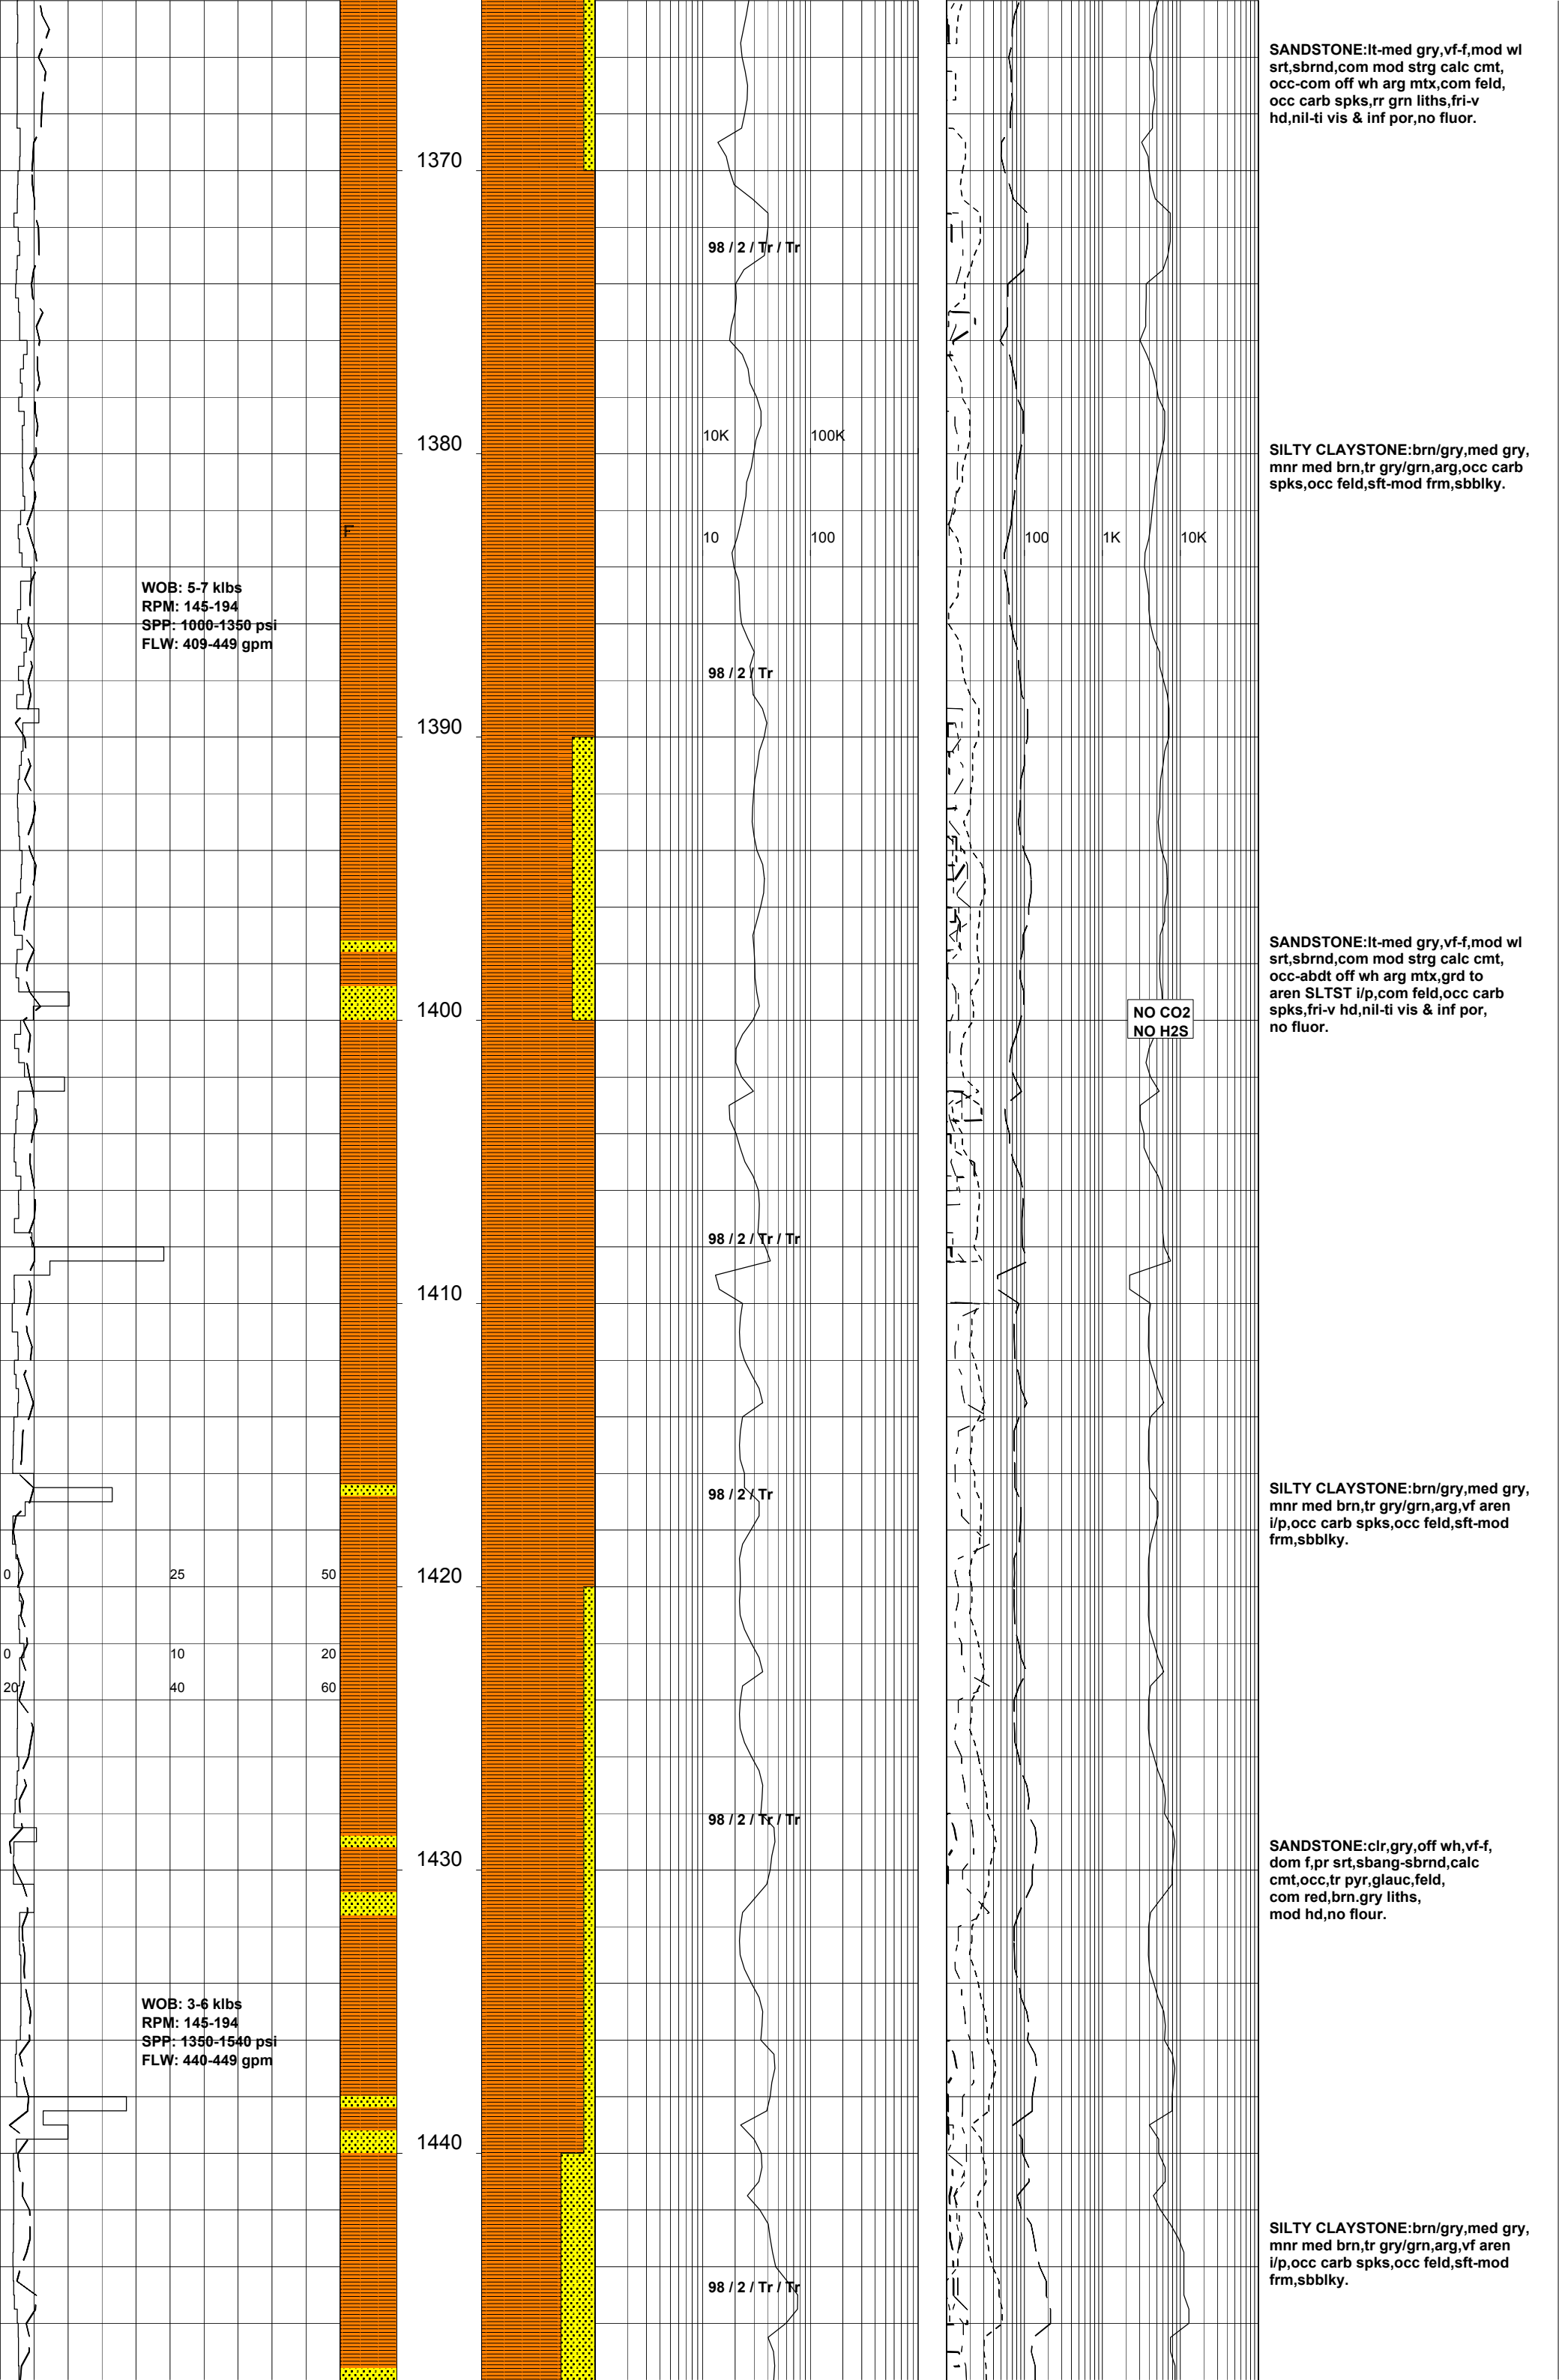 SANDSTONE:lt-med gry,vf-f,mod wl
srt,sbrnd,com mod strg calc cmt,
occ-com off wh arg mtx,com feld,
occ carb spks,rr grn liths,fri-v
hd,nil-ti vis & inf por,no fluor.
1370
98 / 2 / Tr / Tr
10K 100K
1380
SILTY CLAYSTONE:brn/gry,med gry,
mnr med brn,tr gry/grn,arg,occ carb
spks,occ feld,sft-mod frm,sbblky.
F
10 100 100 1K 10K
WOB: 5-7 klbs
RPM: 145-194
SPP: 1000-1350 psi
FLW: 409-449 gpm
98 / 2 / Tr
1390
SANDSTONE:lt-med gry,vf-f,mod wl
srt,sbrnd,com mod strg calc cmt,
occ-abdt off wh arg mtx,grd to
aren SLTST i/p,com feld,occ carb
spks,fri-v hd,nil-ti vis & inf por,
no fluor.
1400
NO CO2
NO H2S
98 / 2 / Tr / Tr
1410
98 / 2 / Tr
SILTY CLAYSTONE:brn/gry,med gry,
mnr med brn,tr gry/grn,arg,vf aren
i/p,occ carb spks,occ feld,sft-mod
frm,sbblky.
0 25 50
1420
0 10 20
20 40 60
98 / 2 / Tr / Tr
1430
SANDSTONE:clr,gry,off wh,vf-f,
dom f,pr srt,sbang-sbrnd,calc
cmt,occ,tr pyr,glauc,feld,
com red,brn.gry liths,
mod hd,no flour.
WOB: 3-6 klbs
RPM: 145-194
SPP: 1350-1540 psi
FLW: 440-449 gpm
1440
SILTY CLAYSTONE:brn/gry,med gry,
mnr med brn,tr gry/grn,arg,vf aren
i/p,occ carb spks,occ feld,sft-mod
frm,sbblky.
98 / 2 / Tr / Tr